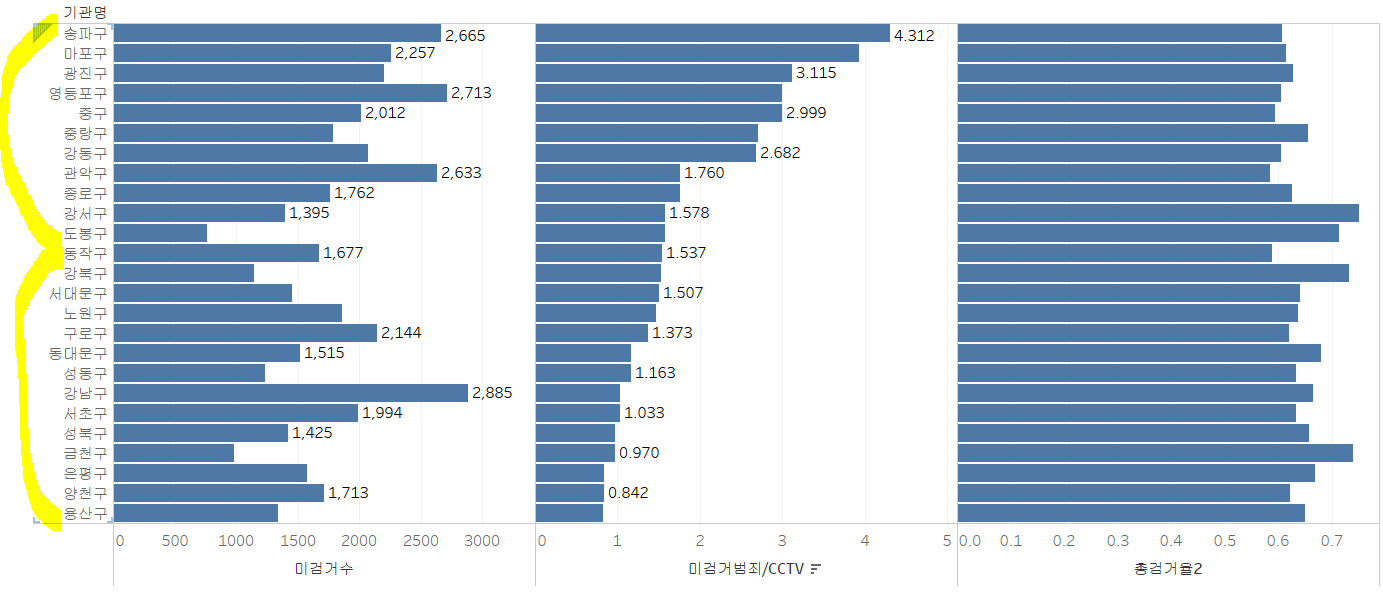 기관명
송파구 2,665 4.312
마포구 2,257
광진구 3.115
영등포구 2,713
중구 2,012 2.999
중랑구
강동구 2.682
관악구 2,633 1.760
종로구 1,762
강서구 1,395 1.578
도봉구
동작구 1,677 1.537
강북구
서대문구 1.507
노원구
구로구 2,144 1.373
동대문구 1,515
성동구 1.163
강남구 2,885
서초구 1,994 1.033
성북구 1,425
금천구 0.970
은평구
양천구 1,713 0.842
용산구
0 500 1000 1500 2000 2500 3000 0 1 2 3 4 5 0.0 0.1 0.2 0.3 0.4 0.5 0.6 0.7
미검거수 미검거범죄/CCTV 총검거율2